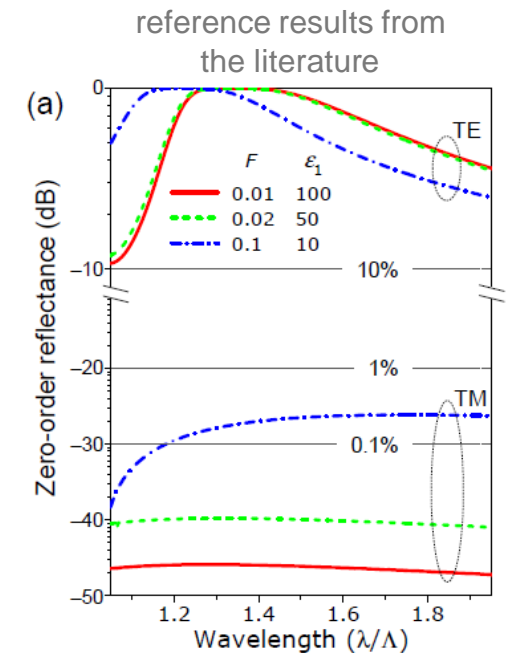 reference results from
the literature
(a)
Zero-order reflectance (dB)
0
TE
F ε₁
0.01 100
0.02 50
0.1 10
−10
10%
−20
1%
TM
−30
0.1%
−40
−50
1.2 1.4 1.6 1.8
Wavelength (λ/Λ)